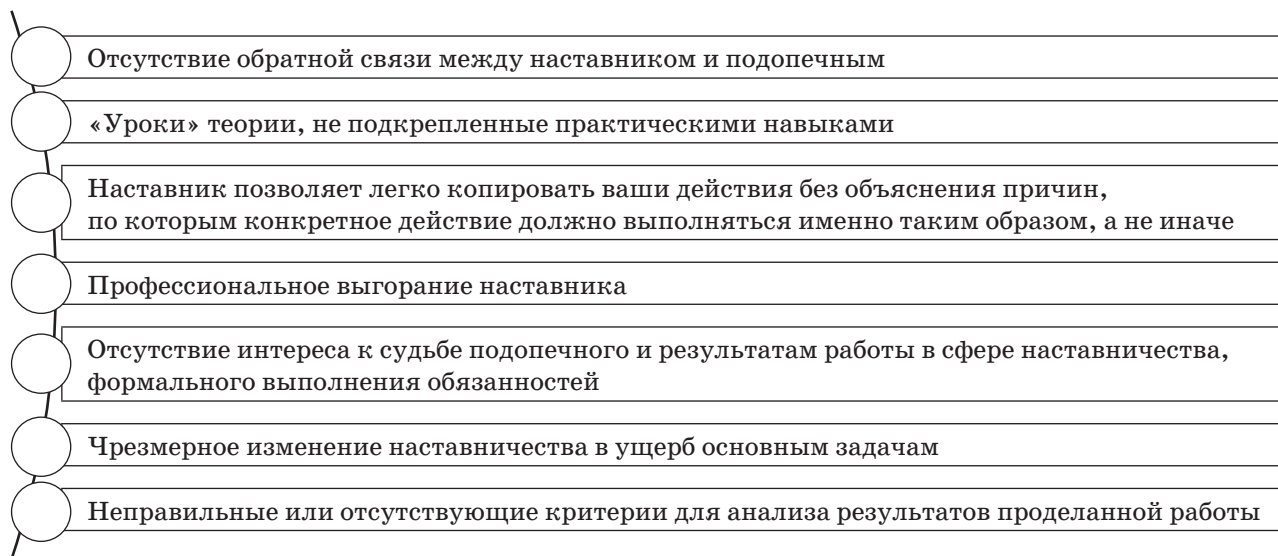 Отсутствие обратной связи между наставником и подопечным
«Уроки» теории, не подкрепленные практическими навыками
Наставник позволяет легко копировать ваши действия без объяснения причин,
по которым конкретное действие должно выполняться именно таким образом, а не иначе
Профессиональное выгорание наставника
Отсутствие интереса к судьбе подопечного и результатам работы в сфере наставничества,
формального выполнения обязанностей
Чрезмерное изменение наставничества в ущерб основным задачам
Неправильные или отсутствующие критерии для анализа результатов проделанной работы